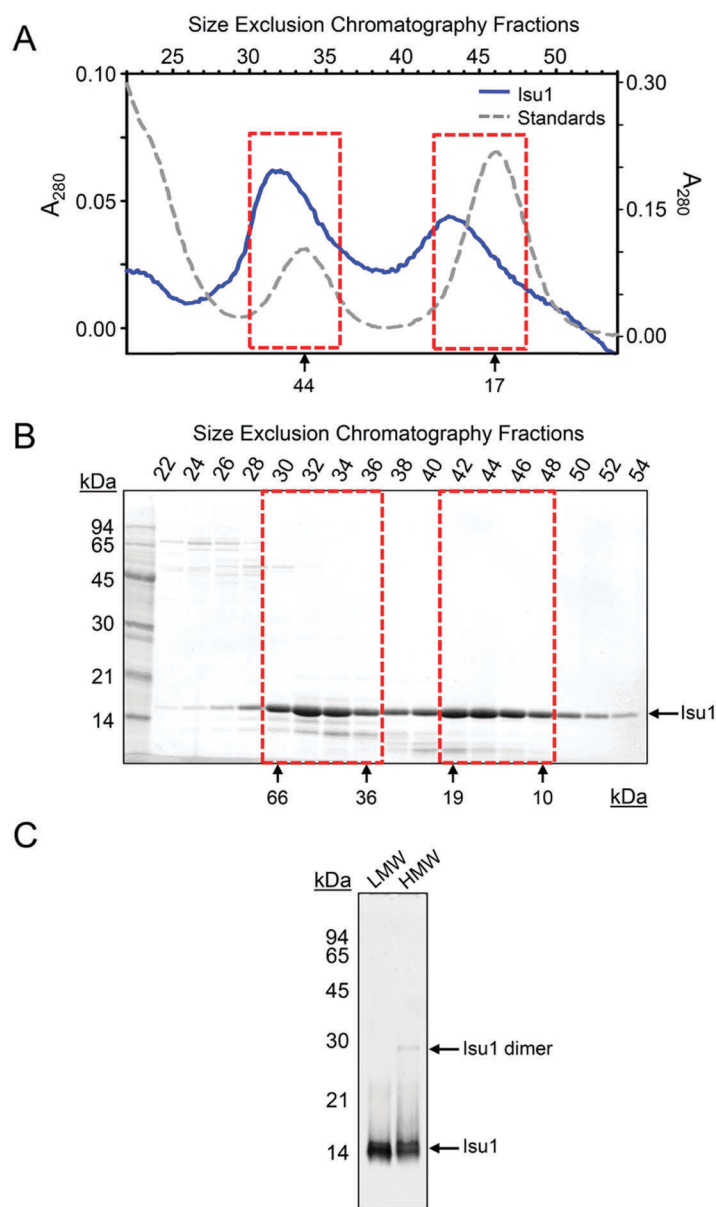 A
Size Exclusion Chromatography Fractions
25 30 35 40 45 50
0.10 0.30
Isu1
Standards
A280 0.05 0.15 A280
0.00 0.00
44 17
B
Size Exclusion Chromatography Fractions
kDa 22 24 26 28 30 32 34 36 38 40 42 44 46 48 50 52 54
94
65
45
30
21
14 Isu1
66 36 19 10 kDa
C
kDa LMW HMW
94
65
45
30 Isu1 dimer
21
14 Isu1